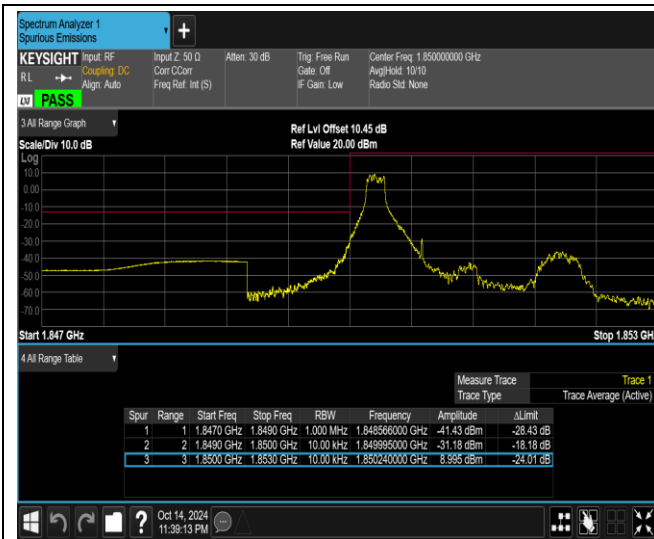 Spectrum Analyzer 1
Spurious Emissions
+
KEYSIGHT Input: RF Input Z: 50 Ω Atten: 30 dB Trig: Free Run Center Freq: 1.850000000 GHz
R L Coupling: DC Corr CCorr Gate: Off Avg|Hold: 10/10
Align: Auto Freq Ref: Int (S) IF Gain: Low Radio Std: None
LXI PASS
3 All Range Graph
Ref Lvl Offset 10.45 dB
Scale/Div 10.0 dB Ref Value 20.00 dBm
Log
10.0
0.00
-10.0
-20.0
-30.0
-40.0
-50.0
-60.0
-70.0
Start 1.847 GHz Stop 1.853 GH
4 All Range Table
Measure Trace Trace 1
Trace Type Trace Average (Active)
Spur Range Start Freq Stop Freq RBW Frequency Amplitude ΔLimit
1 1 1.8470 GHz 1.8490 GHz 1.000 MHz 1.848566000 GHz -41.43 dBm -28.43 dB
2 2 1.8490 GHz 1.8500 GHz 10.00 kHz 1.849995000 GHz -31.18 dBm -18.18 dB
3 3 1.8500 GHz 1.8530 GHz 10.00 kHz 1.850240000 GHz 8.995 dBm -24.01 dB
? Oct 14, 2024
11:39:13 PM